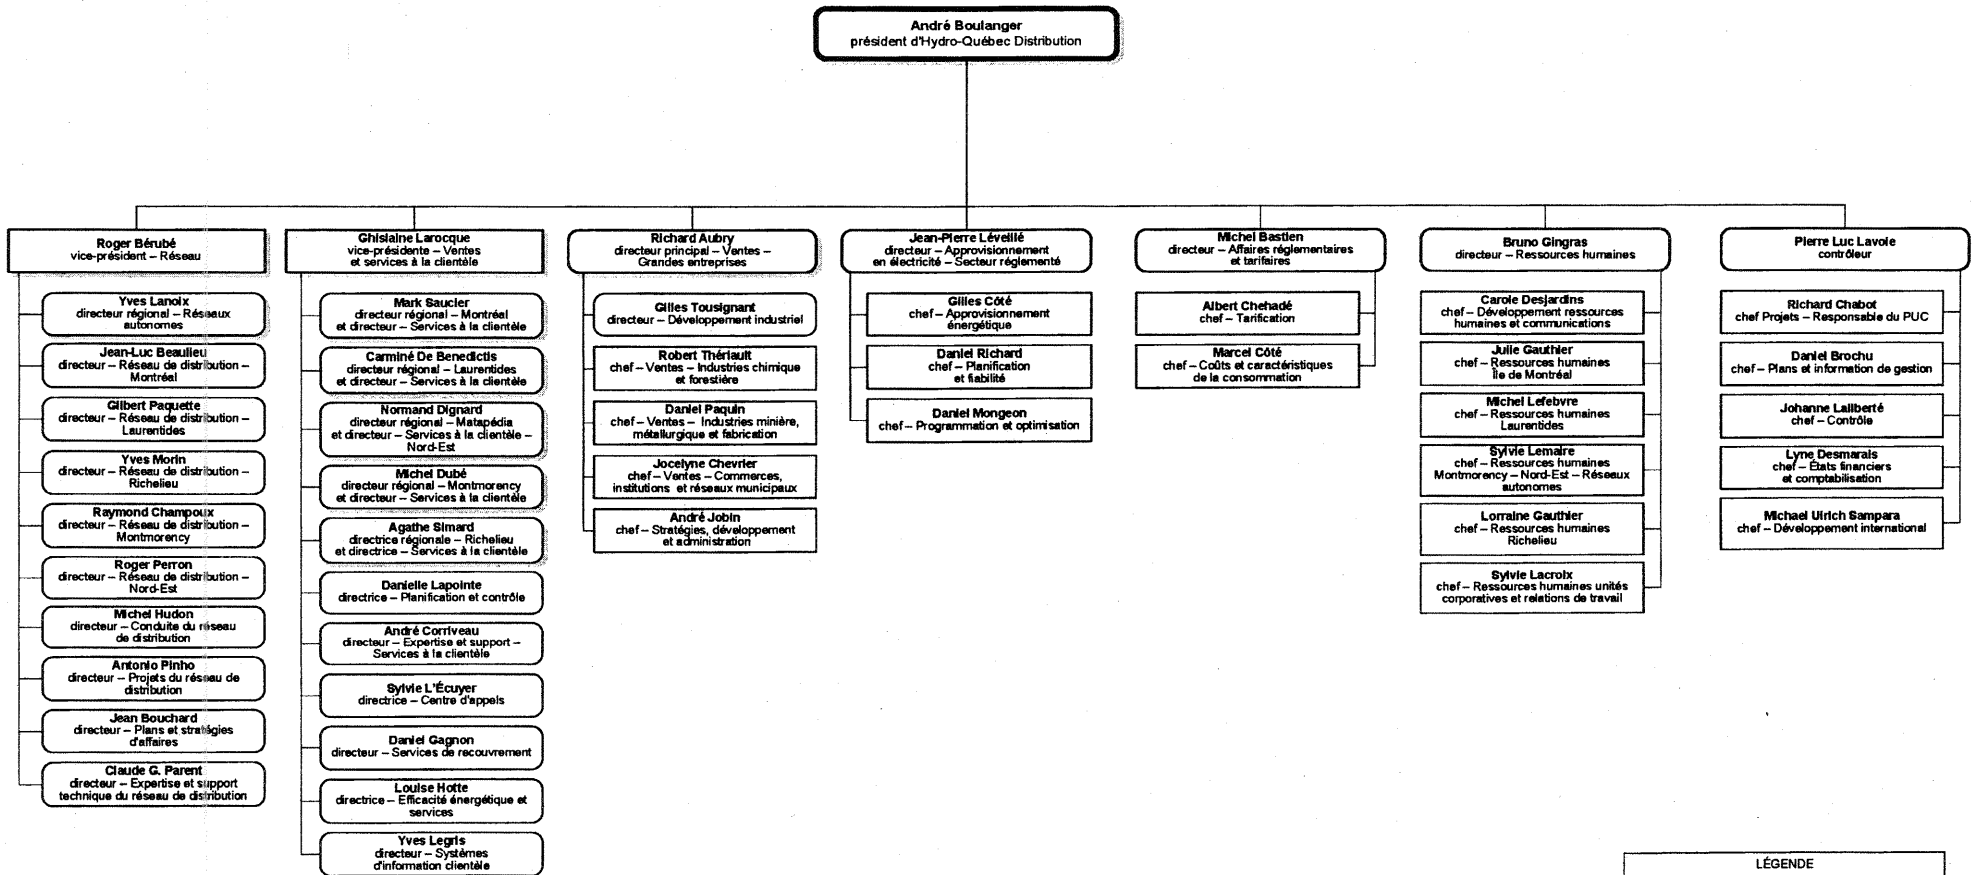 André Boulanger
président d'Hydro-Québec Distribution
Roger Bérubé
vice-président – Réseau
Yves Lanoix
directeur régional – Réseaux
autonomes
Jean-Luc Beaulieu
directeur – Réseau de distribution –
Montréal
Gilbert Paquette
directeur – Réseau de distribution –
Laurentides
Yves Morin
directeur – Réseau de distribution –
Richelieu
Raymond Champoux
directeur – Réseau de distribution –
Montmorency
Roger Perron
directeur – Réseau de distribution –
Nord-Est
Michel Hudon
directeur – Conduite du réseau
de distribution
Antonio Pinho
directeur – Projets du réseau de
distribution
Jean Bouchard
directeur – Plans et stratégies
d'affaires
Claude G. Parent
directeur – Expertise et support
technique du réseau de distribution
Ghislaine Larocque
vice-présidente – Ventes
et services à la clientèle
Mark Saucier
directeur régional – Montréal
et directeur – Services à la clientèle
Carminé De Benedictis
directeur régional – Laurentides
et directeur – Services à la clientèle
Normand Dignard
directeur régional – Matapédia
et directeur – Services à la clientèle –
Nord-Est
Michel Dubé
directeur régional – Montmorency
et directeur – Services à la clientèle
Agathe Simard
directrice régionale – Richelieu
et directrice – Services à la clientèle
Danielle Lapointe
directrice – Planification et contrôle
André Corriveau
directeur – Expertise et support –
Services à la clientèle
Sylvie L'Écuyer
directrice – Centre d'appels
Daniel Gagnon
directeur – Services de recouvrement
Louise Hotte
directrice – Efficacité énergétique et
services
Yves Legris
directeur – Systèmes
d'information clientèle
Richard Aubry
directeur principal – Ventes –
Grandes entreprises
Gilles Tousignant
directeur – Développement industriel
Robert Thériault
chef – Ventes – Industries chimique
et forestière
Daniel Paquin
chef – Ventes – Industries minière,
métallurgique et fabrication
Jocelyne Chevrier
chef – Ventes – Commerces,
institutions et réseaux municipaux
André Jobin
chef – Stratégies, développement
et administration
Jean-Pierre Léveillé
directeur – Approvisionnement
en électricité – Secteur réglementé
Gilles Côté
chef – Approvisionnement
énergétique
Daniel Richard
chef – Planification
et fiabilité
Daniel Mongeon
chef – Programmation et optimisation
Michel Bastien
directeur – Affaires réglementaires
et tarifaires
Albert Chehadé
chef – Tarification
Marcel Côté
chef – Coûts et caractéristiques
de la consommation
Bruno Gingras
directeur – Ressources humaines
Carole Desjardins
chef – Développement ressources
humaines et communications
Julie Gauthier
chef – Ressources humaines
Île de Montréal
Michel Lefebvre
chef – Ressources humaines
Laurentides
Sylvie Lemaire
chef – Ressources humaines
Montmorency – Nord-Est – Réseaux
autonomes
Lorraine Gauthier
chef – Ressources humaines
Richelieu
Sylvie Lacroix
chef – Ressources humaines unités
corporatives et relations de travail
Pierre Luc Lavoie
contrôleur
Richard Chabot
chef Projets – Responsable du PUC
Daniel Brochu
chef – Plans et information de gestion
Johanne Laliberté
chef – Contrôle
Lyne Desmarais
chef – États financiers
et comptabilisation
Michael Ulrich Sampara
chef – Développement international
LÉGENDE